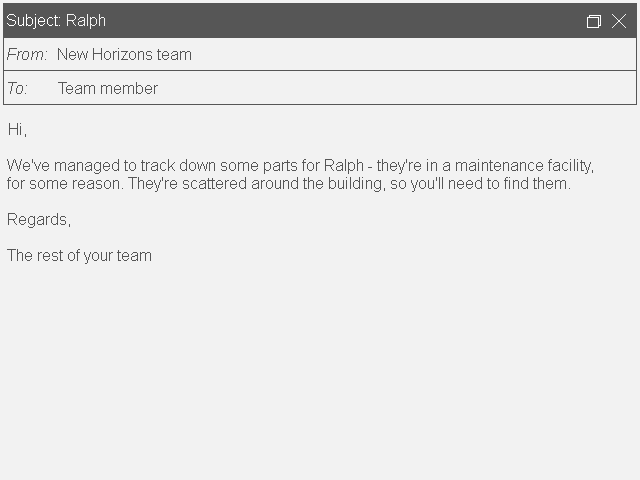 Subject: Ralph
From: New Horizons team
To: Team member
Hi,
We've managed to track down some parts for Ralph - they're in a maintenance facility,
for some reason. They're scattered around the building, so you'll need to find them.
Regards,
The rest of your team